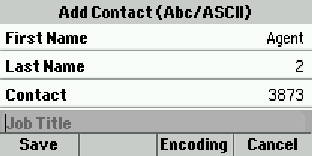 Add Contact (Abc/ASCII)
First Name Agent
Last Name 2
Contact 3873
Job Title
Save Encoding Cancel